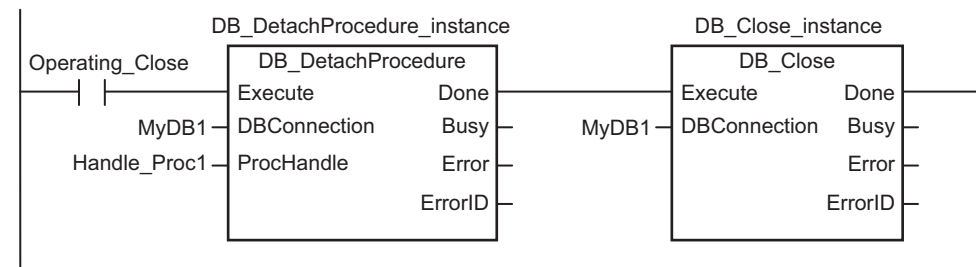 DB_DetachProcedure_instance
DB_Close_instance
Operating_Close
DB_DetachProcedure
DB_Close
Execute
Done
Execute
Done
MyDB1
DBConnection
Busy
MyDB1
DBConnection
Busy
Handle_Proc1
ProcHandle
Error
Error
ErrorID
ErrorID